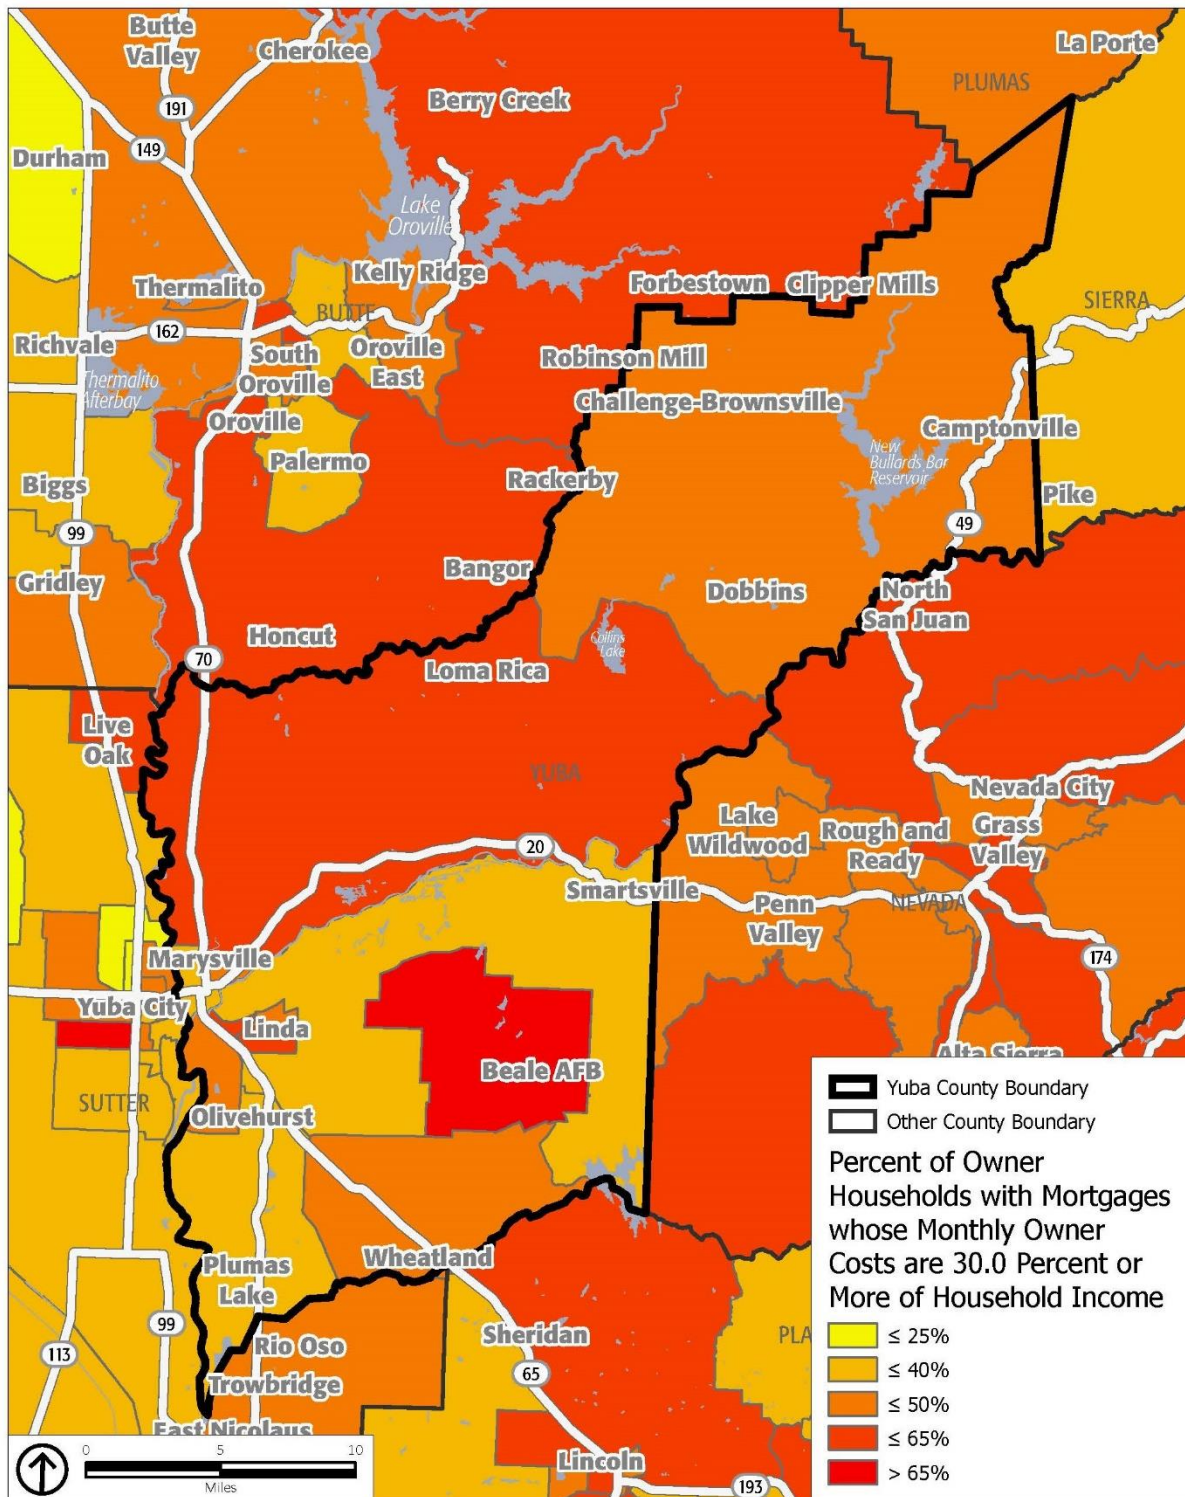 Butte
Valley
Cherokee
La Porte
PLUMAS
Berry Creek
191
149
Durham
Lake
Oroville
Kelly Ridge
Thermalito
Forbestown
Clipper Mills
SIERRA
BUTTE
162
Richvale
South
Oroville
Oroville
East
Robinson Mill
Thermalito
Afterbay
Challenge-Brownsville
Oroville
Camptonville
Palermo
New
Bullards Bar
Reservoir
Rackerby
Biggs
Pike
99
49
Gridley
Bangor
Dobbins
North
San Juan
Honcut
Collins
Lake
70
Loma Rica
Live
Oak
YUBA
Nevada City
Lake
Wildwood
Rough and
Ready
Grass
Valley
20
Smartsville
Penn
Valley
NEVADA
Marysville
174
Yuba City
Linda
Alta Sierra
Beale AFB
SUTTER
Olivehurst
Wheatland
Plumas
Lake
99
Sheridan
PLA
Rio Oso
113
65
Trowbridge
East Nicolaus
Lincoln
193
Yuba County Boundary
Other County Boundary
Percent of Owner
Households with Mortgages
whose Monthly Owner
Costs are 30.0 Percent or
More of Household Income
≤ 25%
≤ 40%
≤ 50%
≤ 65%
> 65%
0 5 10
Miles